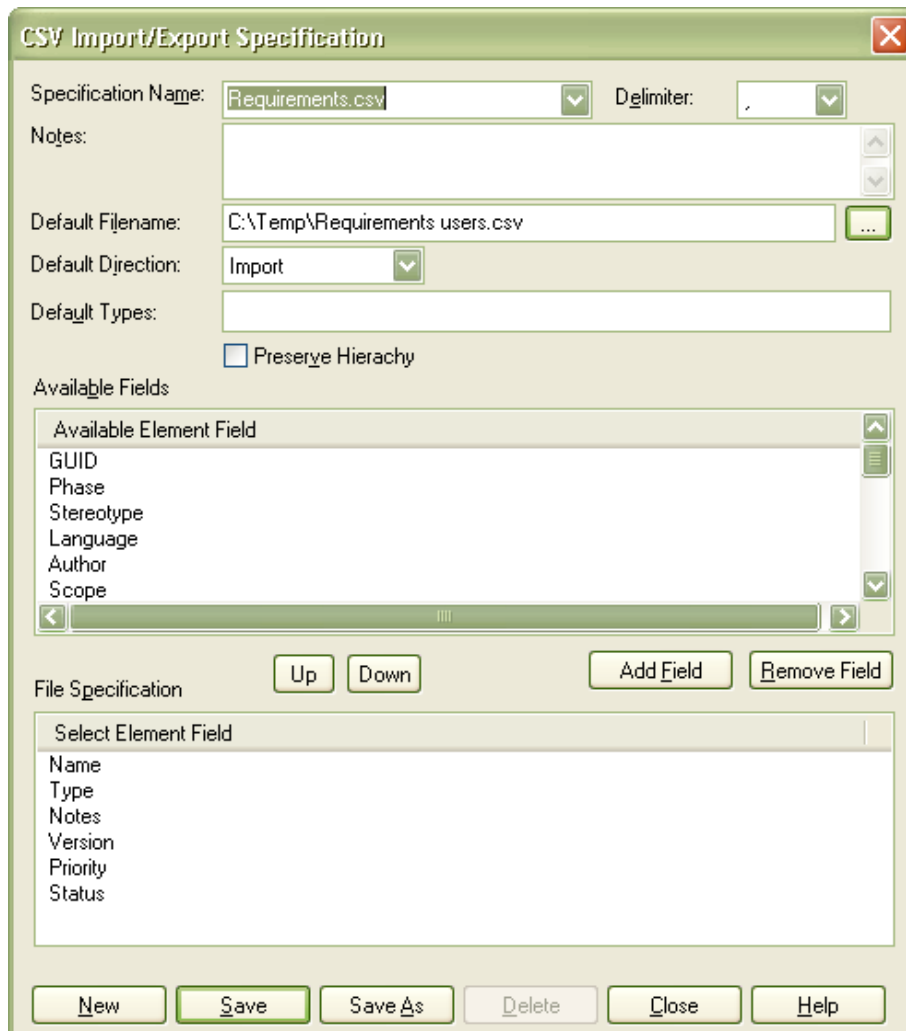 CSV Import/Export Specification
Specification Name: Requirements.csv Delimiter: ,
Notes:
Default Filename: C:\Temp\Requirements users.csv ...
Default Direction: Import
Default Types:
Preserve Hierachy
Available Fields
Available Element Field
GUID
Phase
Stereotype
Language
Author
Scope
Up Down Add Field Remove Field
File Specification
Select Element Field
Name
Type
Notes
Version
Priority
Status
New Save Save As Delete Close Help